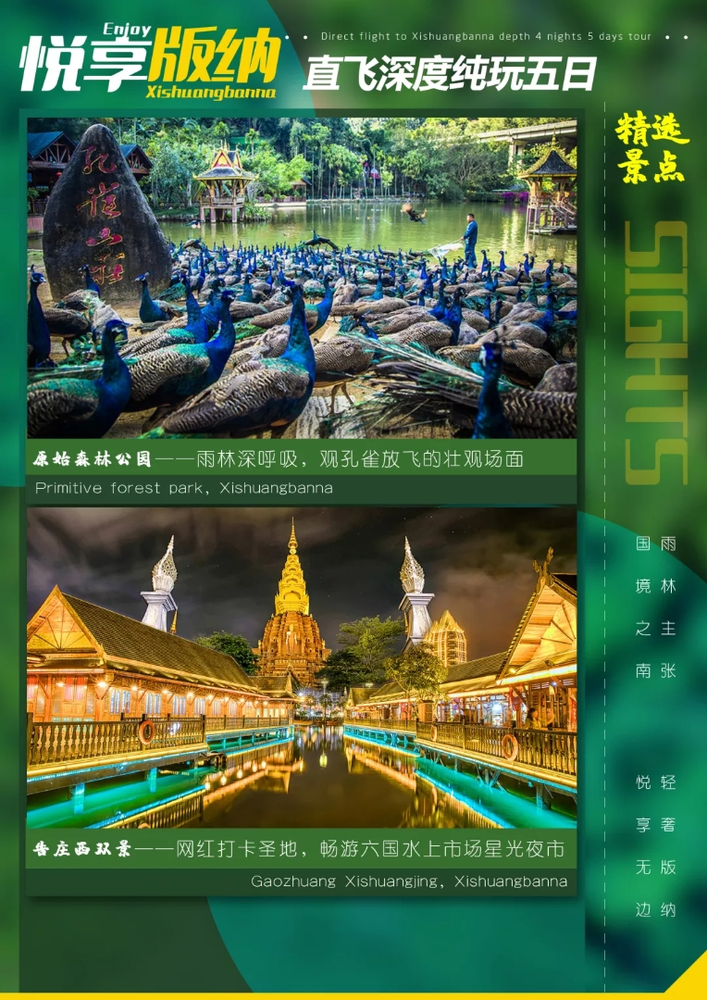 Enjoy
悦享版纳
Xishuangbanna
Direct flight to Xishuangbanna depth 4 nights 5 days tour
直飞深度纯玩五日
精选
景点
SIGHTS
孔雀山庄
原始森林公园——雨林深呼吸，观孔雀放飞的壮观场面
Primitive forest park, Xishuangbanna
告庄西双景——网红打卡圣地，畅游六国水上市场星光夜市
Gaozhuang Xishuangjing, Xishuangbanna
雨林主张
国境之南
轻奢版纳
悦享无边